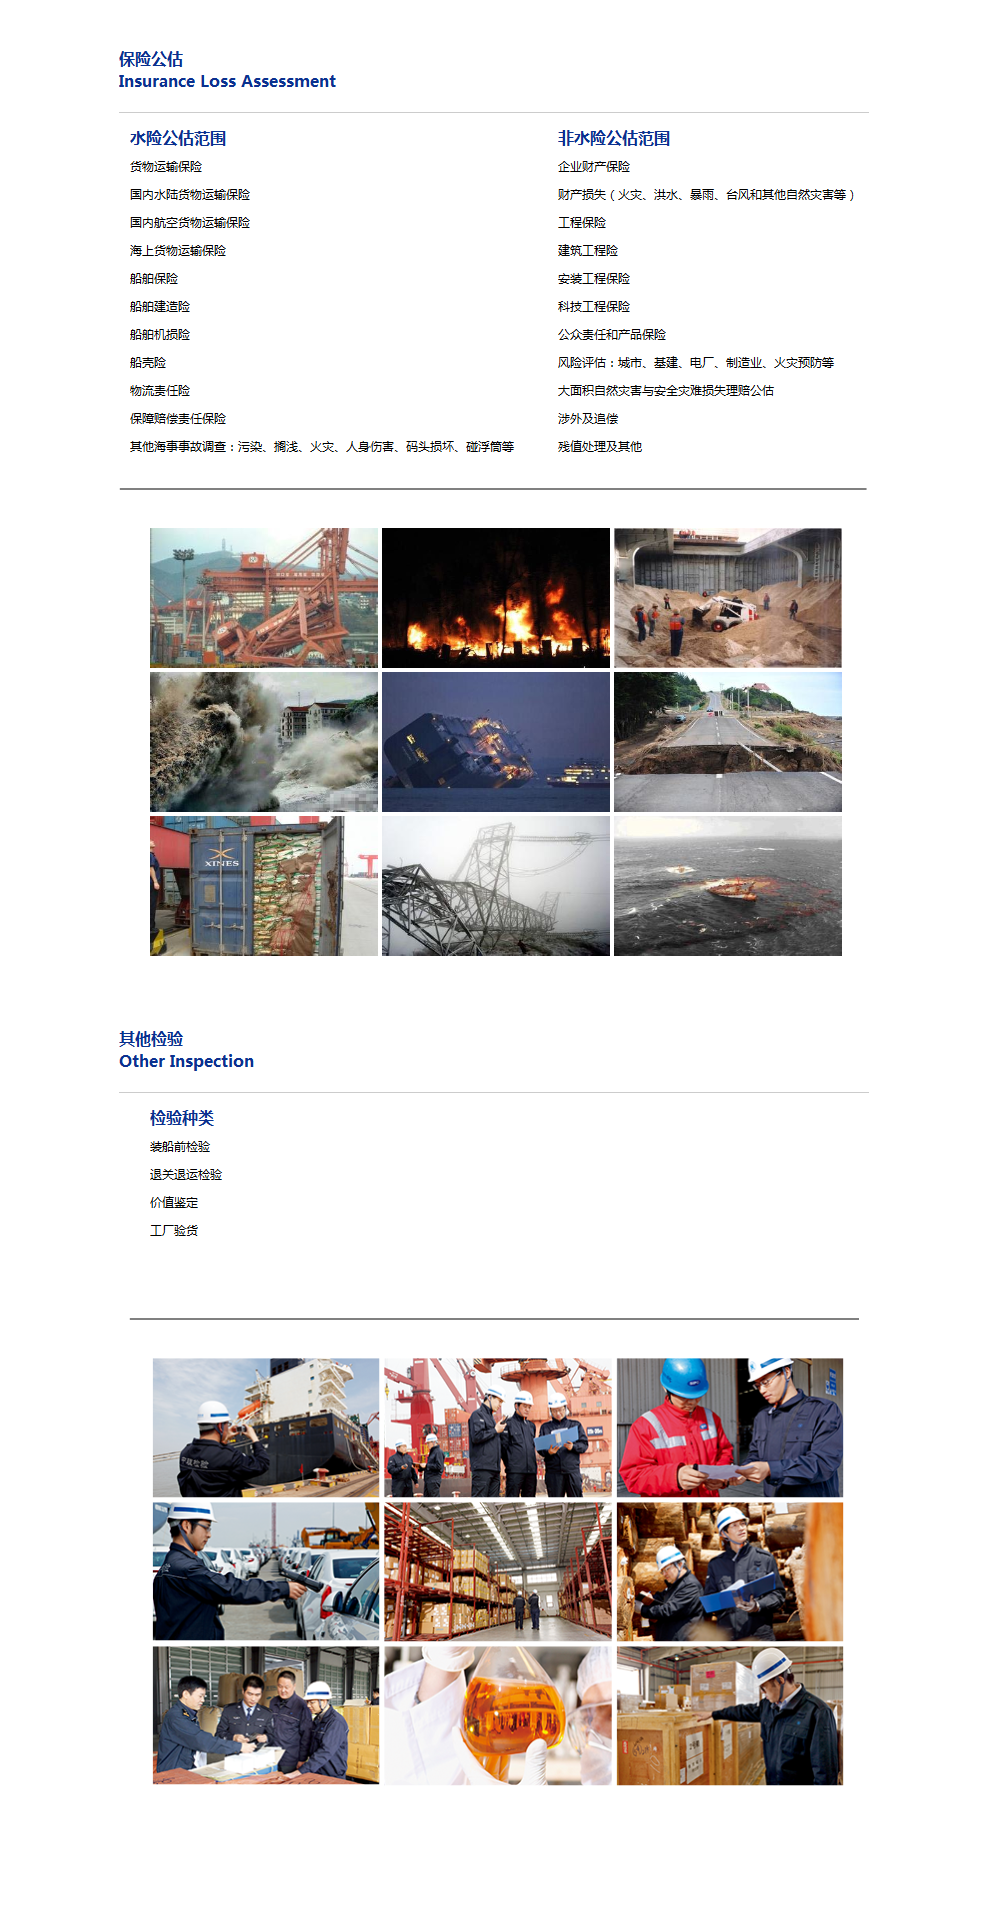 保险公估
Insurance Loss Assessment
水险公估范围
货物运输保险
国内水陆货物运输保险
国内航空货物运输保险
海上货物运输保险
船舶保险
船舶建造险
船舶机损险
船壳险
物流责任险
保障赔偿责任保险
其他海事事故调查：污染、搁浅、火灾、人身伤害、码头损坏、碰浮筒等
非水险公估范围
企业财产保险
财产损失（火灾、洪水、暴雨、台风和其他自然灾害等）
工程保险
建筑工程险
安装工程保险
科技工程保险
公众责任和产品保险
风险评估：城市、基建、电厂、制造业、火灾预防等
大面积自然灾害与安全灾难损失理赔公估
涉外及追偿
残值处理及其他
XINES
其他检验
Other Inspection
检验种类
装船前检验
退关退运检验
价值鉴定
工厂验货